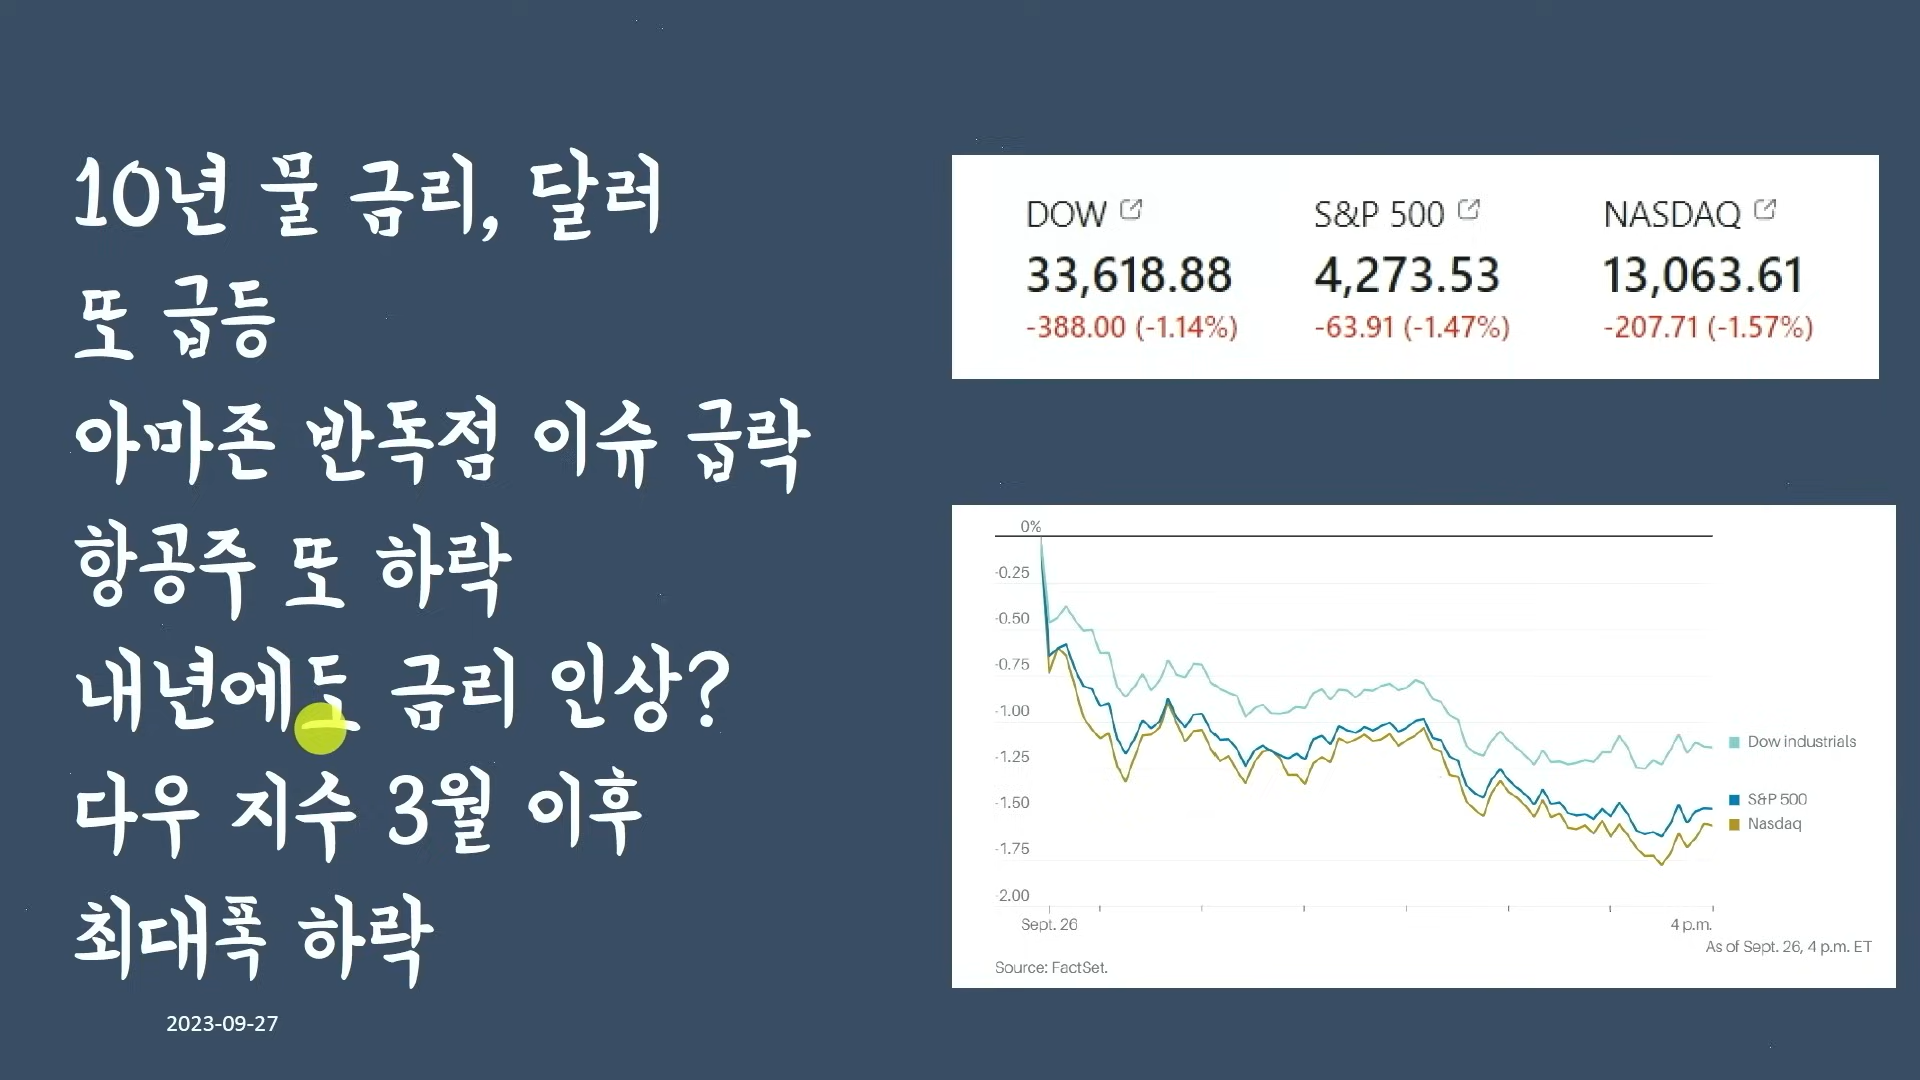 10년 물 금리, 달러
또 급등
아마존 반독점 이슈 급락
항공주 또 하락
내년에도 금리 인상?
다우 지수 3월 이후
최대폭 하락
2023-09-27
DOW S&P 500 NASDAQ
33,618.88 4,273.53 13,063.61
-388.00 (-1.14%) -63.91 (-1.47%) -207.71 (-1.57%)
0%
-0.25
-0.50
-0.75
-1.00
-1.25
-1.50
-1.75
-2.00
Dow industrials
S&P 500
Nasdaq
Sept. 26 4 p.m.
As of Sept. 26, 4 p.m. ET
Source: FactSet.